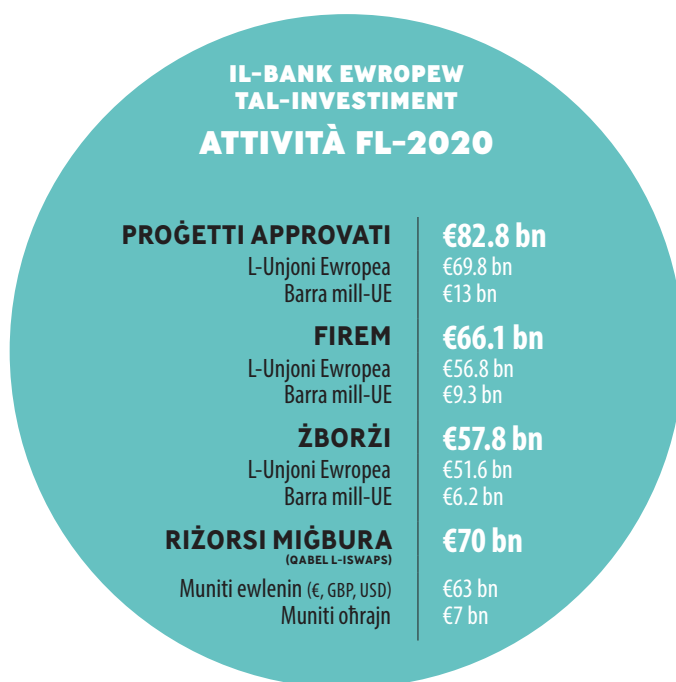 IL-BANK EWROPEW
TAL-INVESTIMENT
ATTIVITÀ FL-2020
PROĠETTI APPROVATI €82.8 bn
L-Unjoni Ewropea €69.8 bn
Barra mill-UE €13 bn
FIREM €66.1 bn
L-Unjoni Ewropea €56.8 bn
Barra mill-UE €9.3 bn
ŻBORŻI €57.8 bn
L-Unjoni Ewropea €51.6 bn
Barra mill-UE €6.2 bn
RIŻORSI MIĠBURA €70 bn
(QABEL L-ISWAPS)
Muniti ewlenin (€, GBP, USD) €63 bn
Muniti oħrajn €7 bn